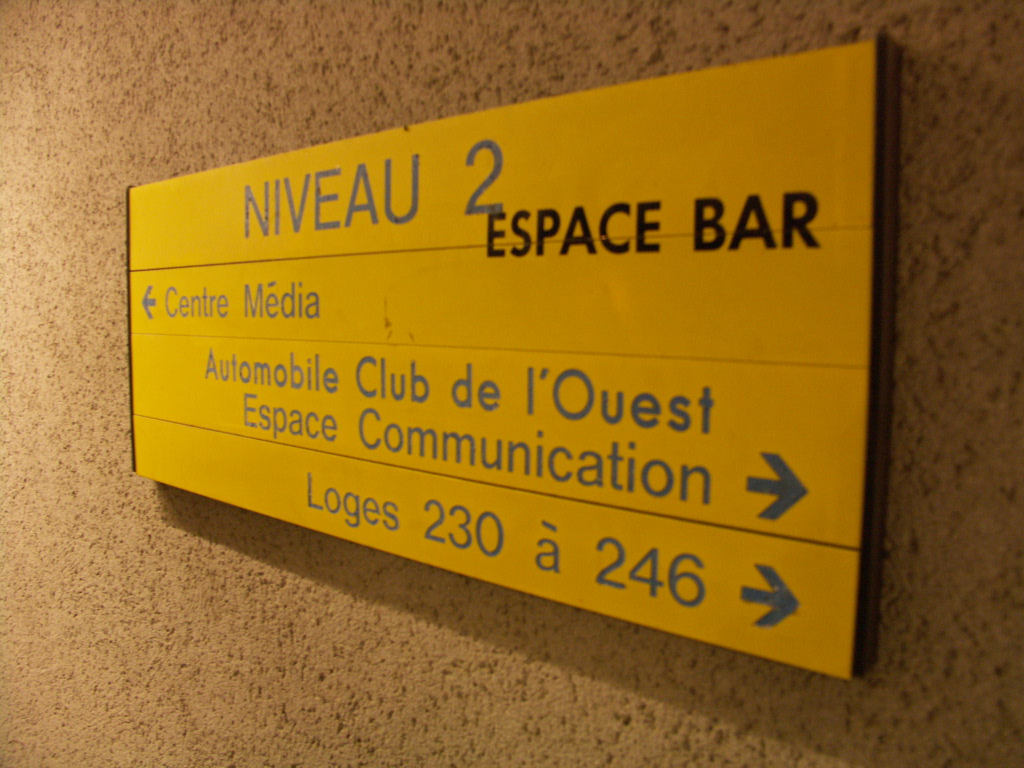 NIVEAU 2
ESPACE BAR
Centre Média
Automobile Club de l'Ouest
Espace Communication
Loges 230 à 246